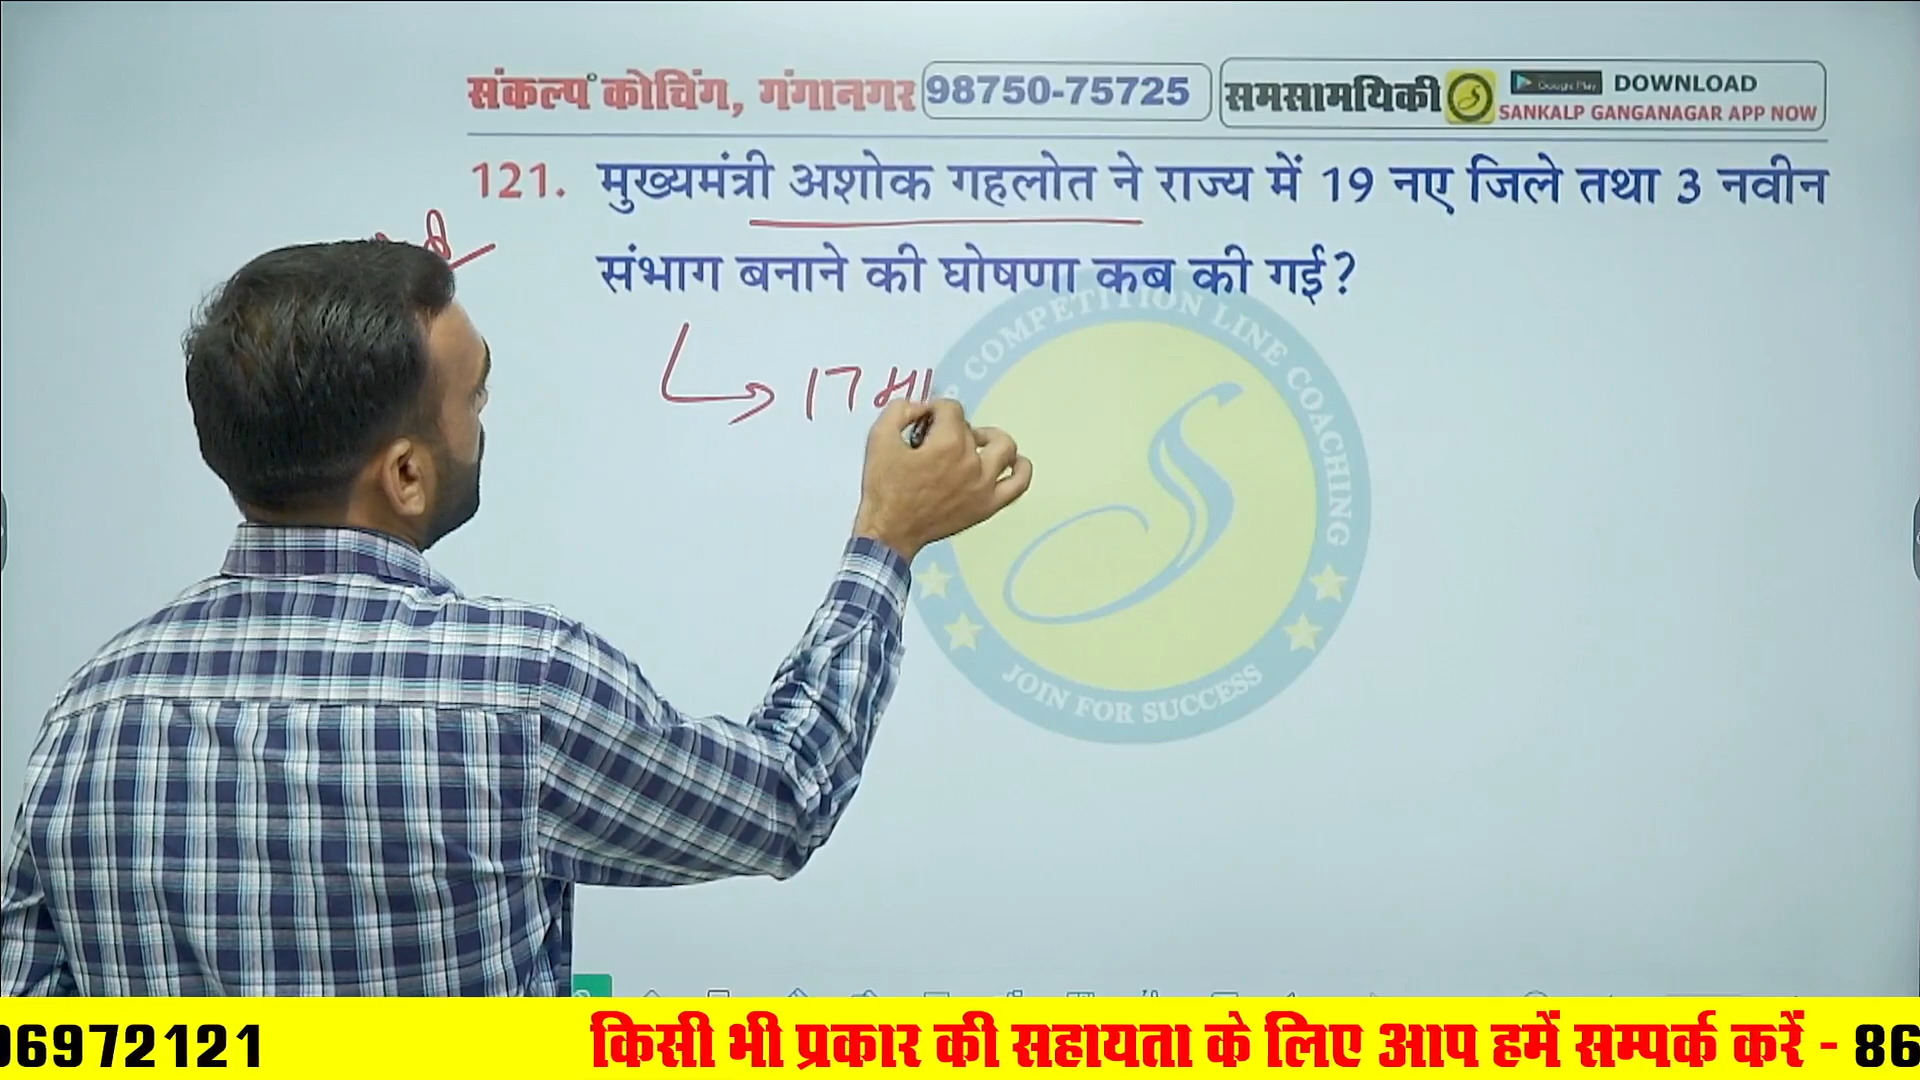 संकल्प कोचिंग, गंगानगर 98750-75725 समसामयिकी Google Play DOWNLOAD
SANKALP GANGANAGAR APP NOW
121. मुख्यमंत्री अशोक गहलोत ने राज्य में 19 नए जिले तथा 3 नवीन
संभाग बनाने की घोषणा कब की गई?
17 मा
COMPETITION LINE COACHING
JOIN FOR SUCCESS
06972121 किसी भी प्रकार की सहायता के लिए आप हमें सम्पर्क करें - 86